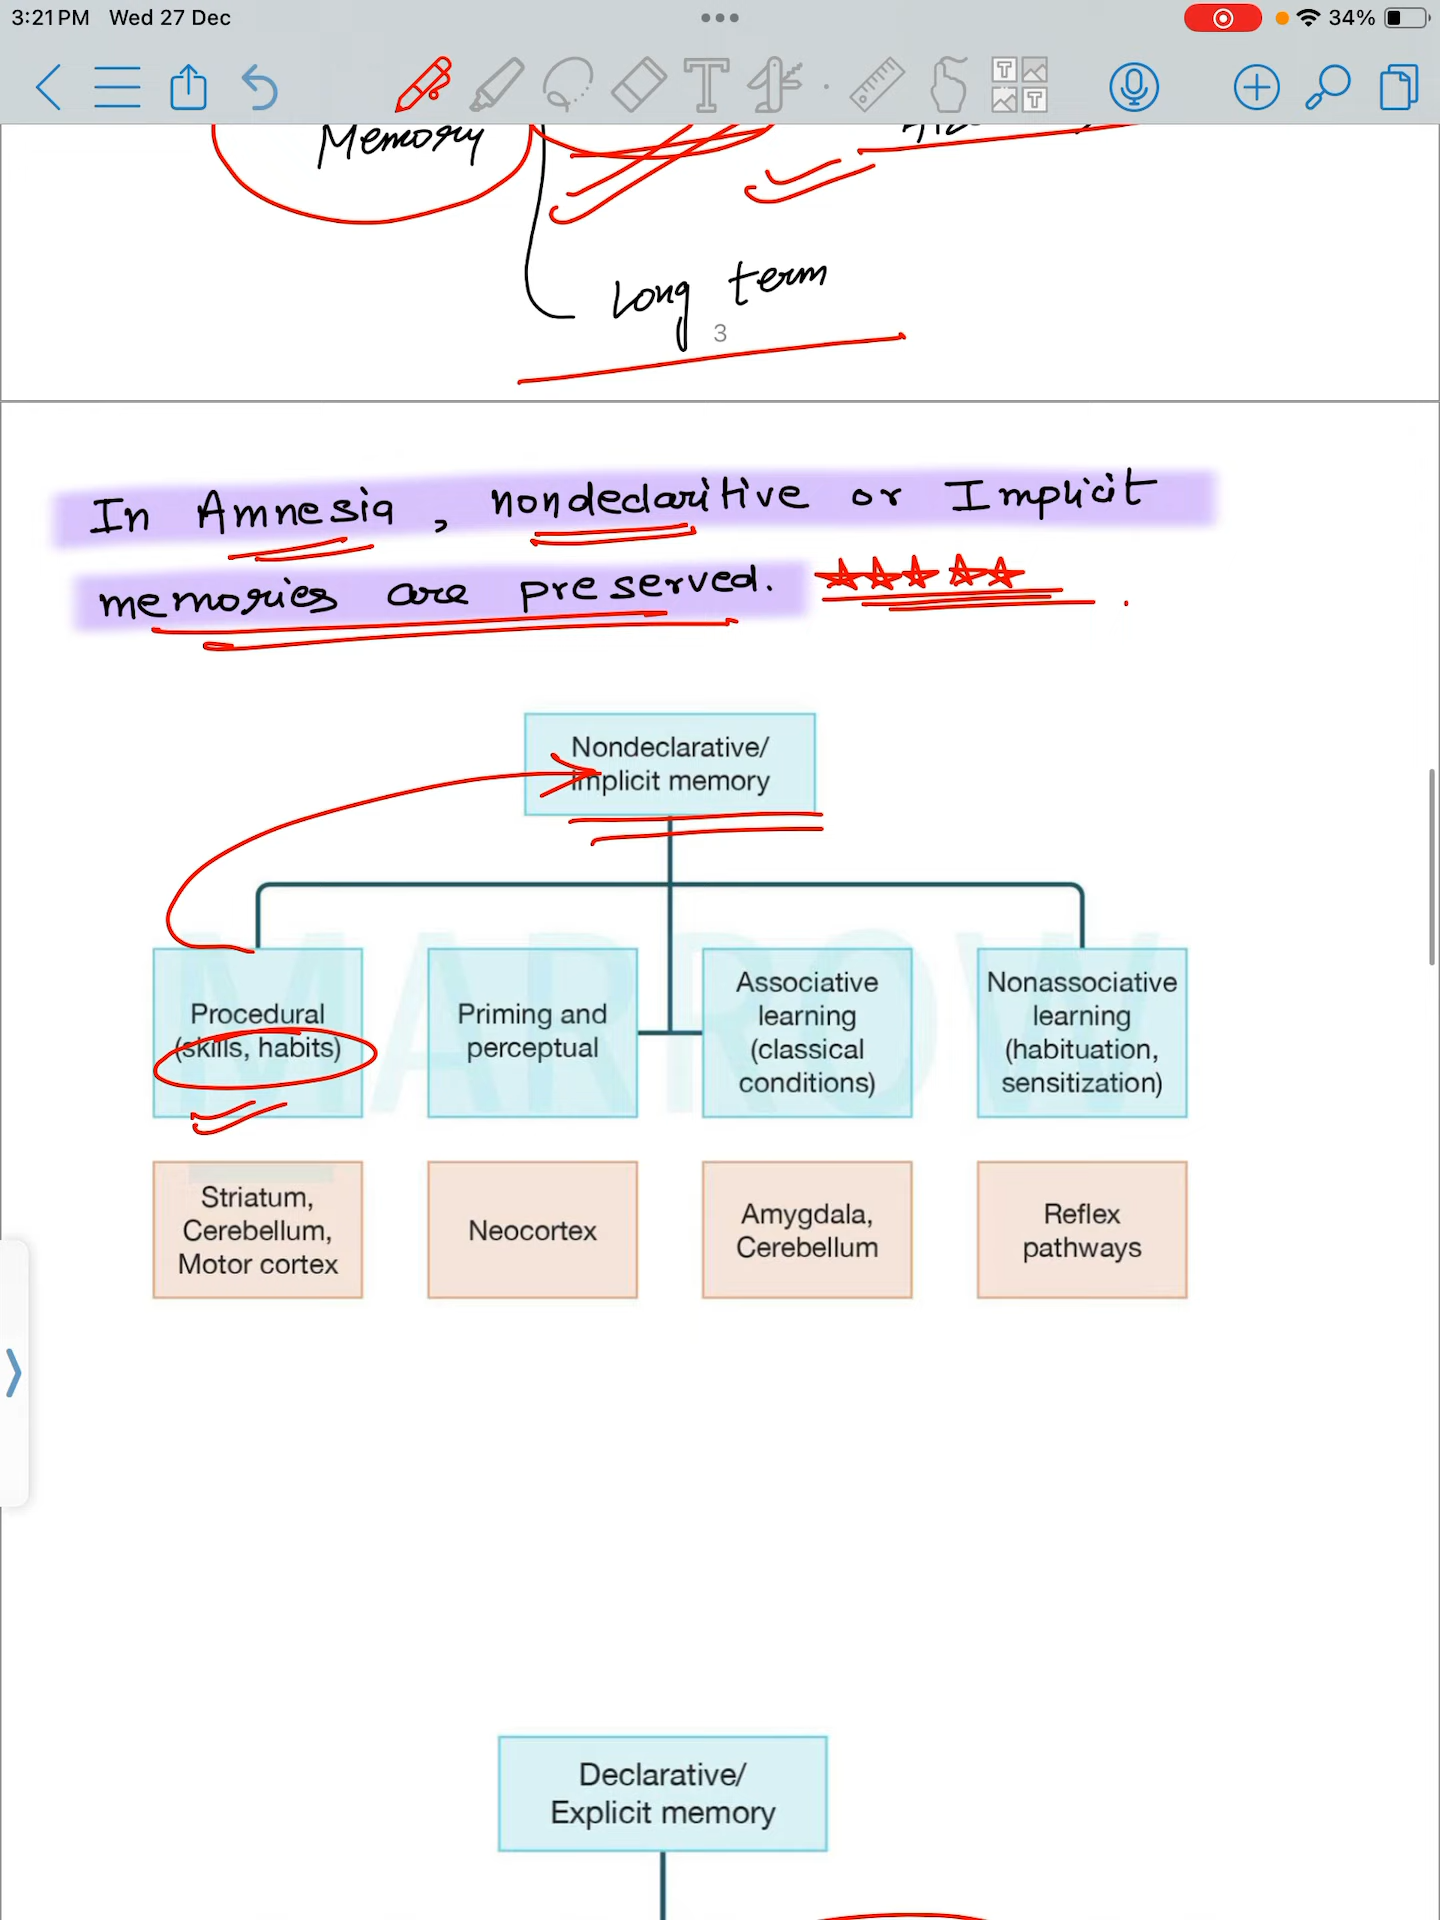 3:21 PM Wed 27 Dec
34%
Memory
Long term
3
In Amnesia, nondeclaritive or Implicit
memories are preserved.
Nondeclarative/
Implicit memory
MARROW
Procedural
(skills, habits)
Priming and
perceptual
Associative
learning
(classical
conditions)
Nonassociative
learning
(habituation,
sensitization)
Striatum,
Cerebellum,
Motor cortex
Neocortex
Amygdala,
Cerebellum
Reflex
pathways
Declarative/
Explicit memory